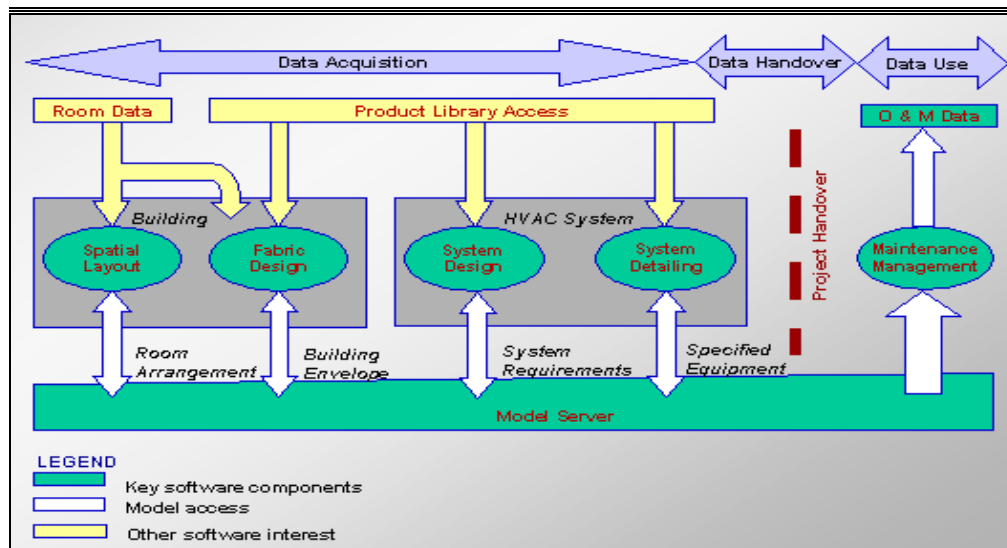 Data Acquisition
Data Handover
Data Use
Room Data
Product Library Access
O & M Data
Building
HVAC System
Spatial
Layout
Fabric
Design
System
Design
System
Detailing
Project Handover
Maintenance
Management
Room
Arrangement
Building
Envelope
System
Requirements
Specified
Equipment
Model Server
LEGEND
Key software components
Model access
Other software interest